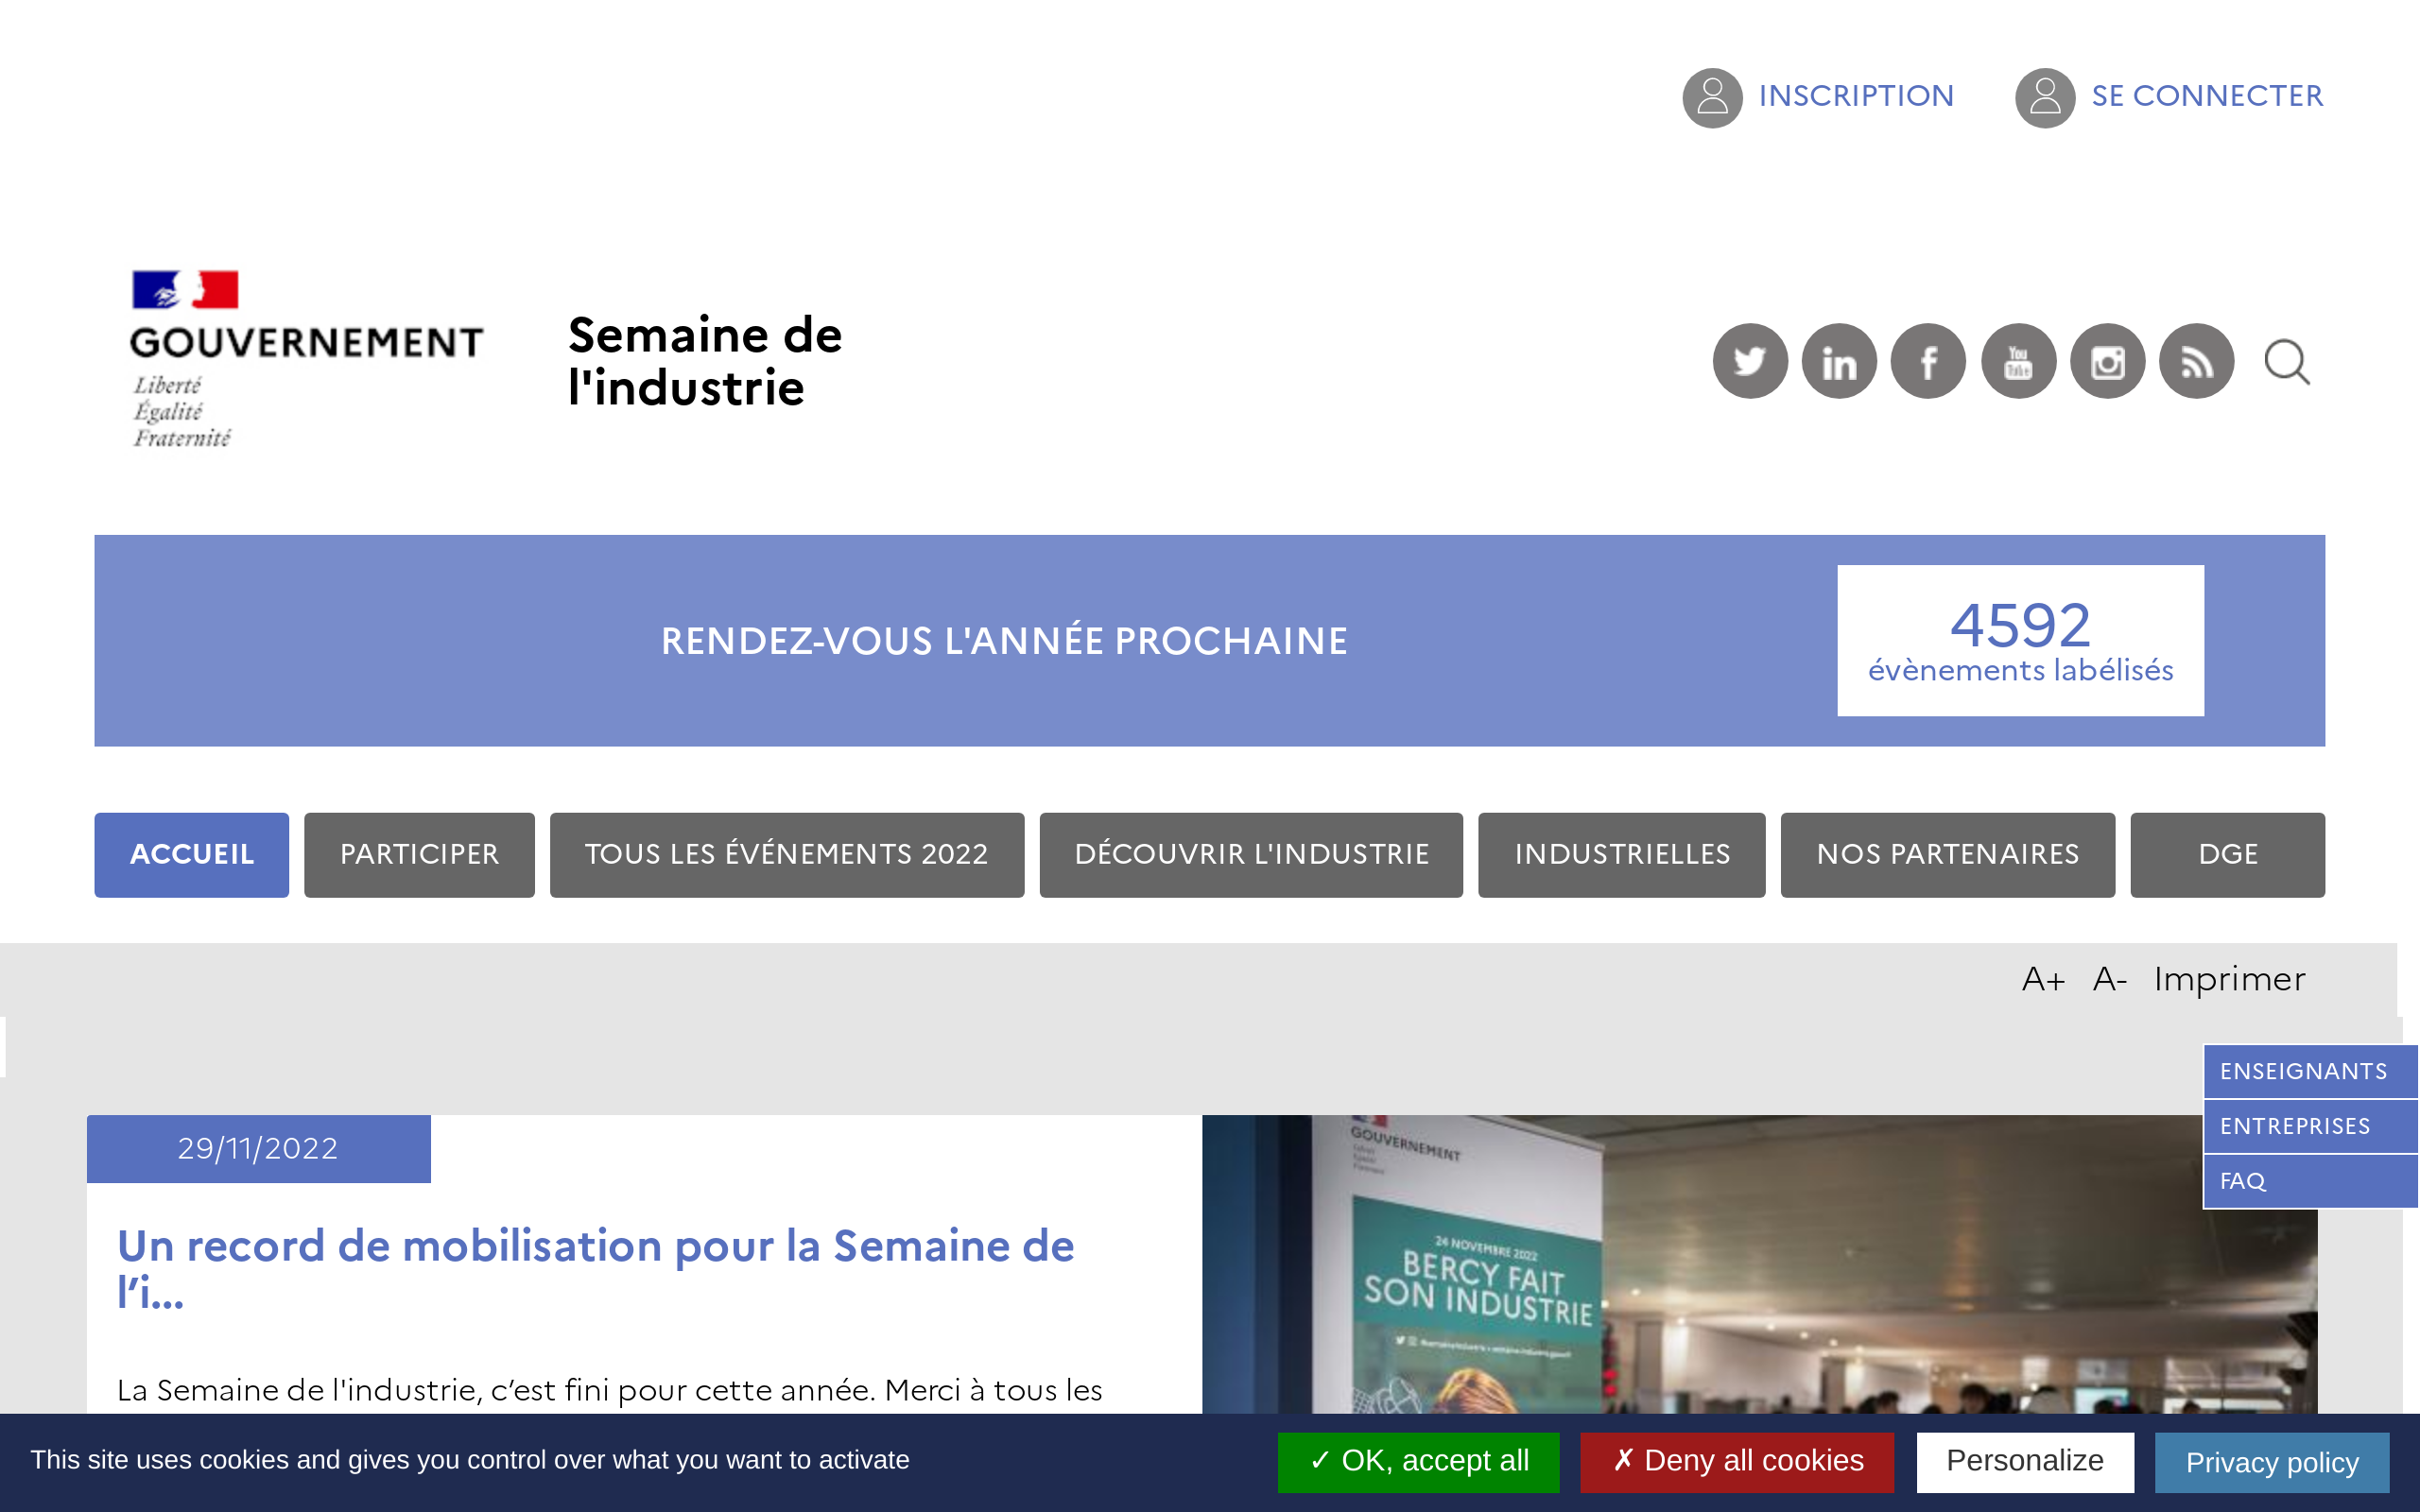 INSCRIPTION
SE CONNECTER
GOUVERNEMENT
Liberté
Égalité
Fraternité
Semaine de
l'industrie
You
RENDEZ-VOUS L'ANNÉE PROCHAINE
4592
évènements labélisés
ACCUEIL
PARTICIPER
TOUS LES ÉVÉNEMENTS 2022
DÉCOUVRIR L'INDUSTRIE
INDUSTRIELLES
NOS PARTENAIRES
DGE
A+
A-
Imprimer
ENSEIGNANTS
ENTREPRISES
FAQ
29/11/2022
Un record de mobilisation pour la Semaine de
l’i...
La Semaine de l'industrie, c’est fini pour cette année. Merci à tous les
GOUVERNEMENT
24 NOVEMBRE 2022
BERCY FAIT
SON INDUSTRIE
This site uses cookies and gives you control over what you want to activate
✓ OK, accept all
✗ Deny all cookies
Personalize
Privacy policy